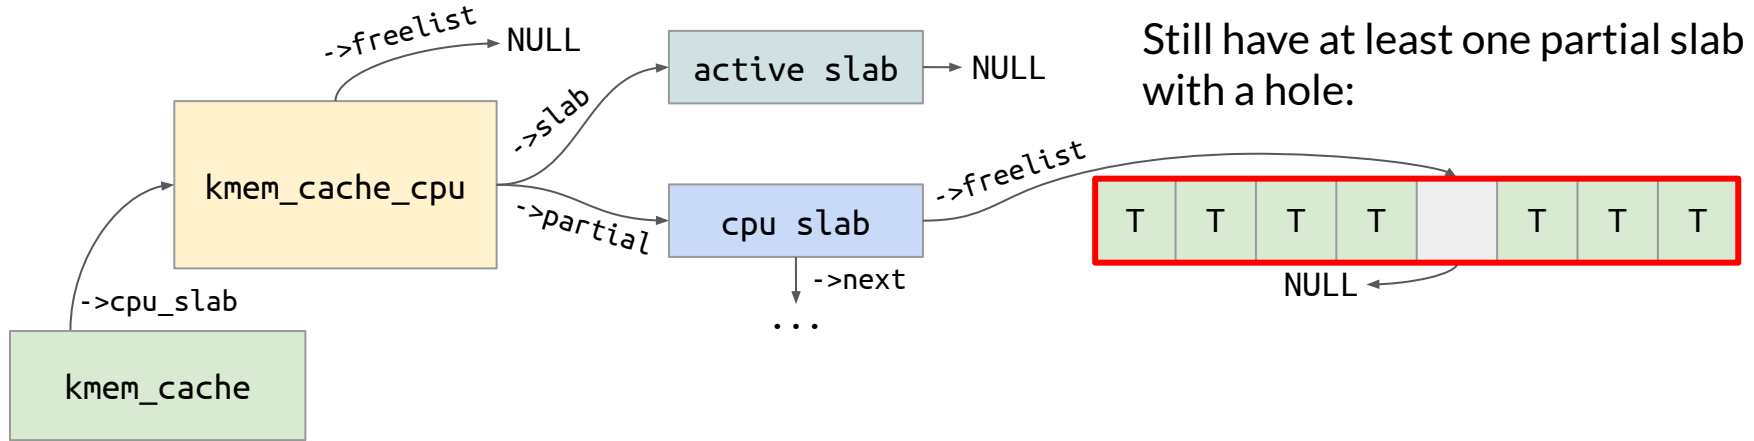 ->freelist
NULL
active slab
NULL
Still have at least one partial slab
with a hole:
->slab
kmem_cache_cpu
->partial
cpu slab
->freelist
T T T T T T T
->next
NULL
...
->cpu_slab
kmem_cache